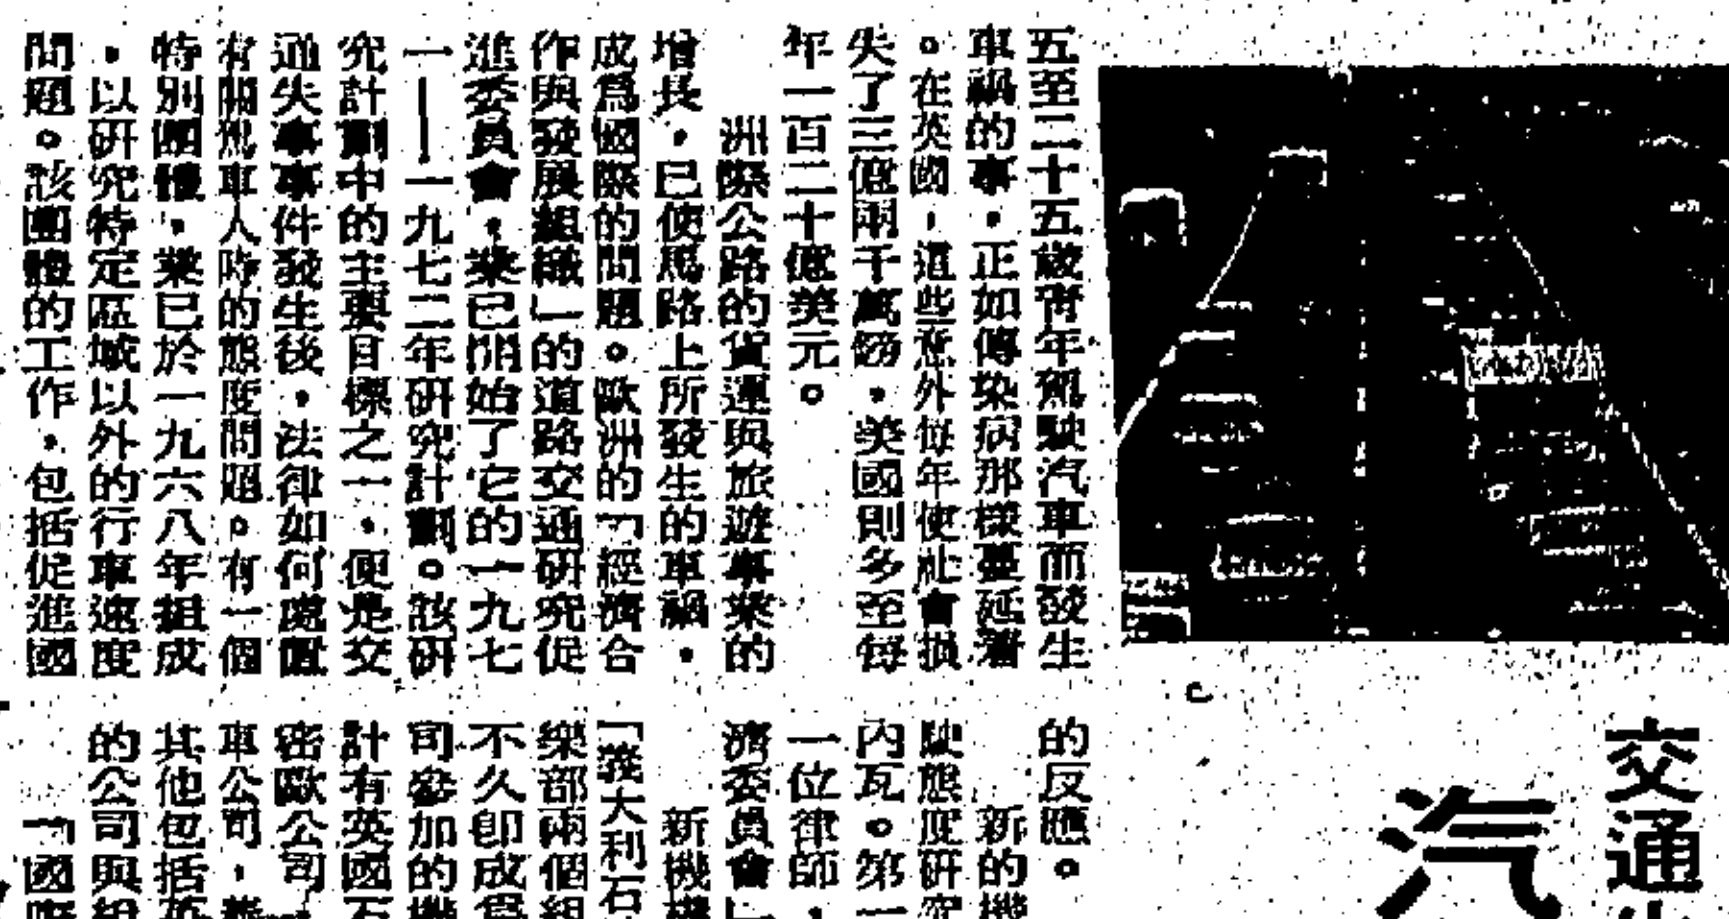 交通
汽
五至二十五歲青年駕駛汽車而發生
車禍的事，正如傳染病那樣蔓延着
。在英國，這些意外每年使社會損
失了三億兩千萬鎊，美國則多至每
年一百二十億美元。
洲際公路的貨運與旅遊事業的
增長，已使馬路上所發生的車禍，
成為國際的問題。歐洲的「經濟合
作與發展組織」的道路交通研究促
進委員會，業已開始了它的一九七
一——一九七二年研究計劃。該研
究計劃中的主要目標之一，便是交
通失事事件發生後，法律如何處置
有關駕車人時的態度問題。有一個
特別團體，業已於一九六八年組成
，以研究特定區域以外的行車速度
問題。該團體的工作，包括促進國
的反應。
新的機
駛態度研究
內瓦。第一
一位律師，
濟委員會」
新機機
「義大利石
樂部兩個組
不久即成為
司參加的機
計有英國石
密歐公司
車公司，義
其他包括英
的公司與組
「國際